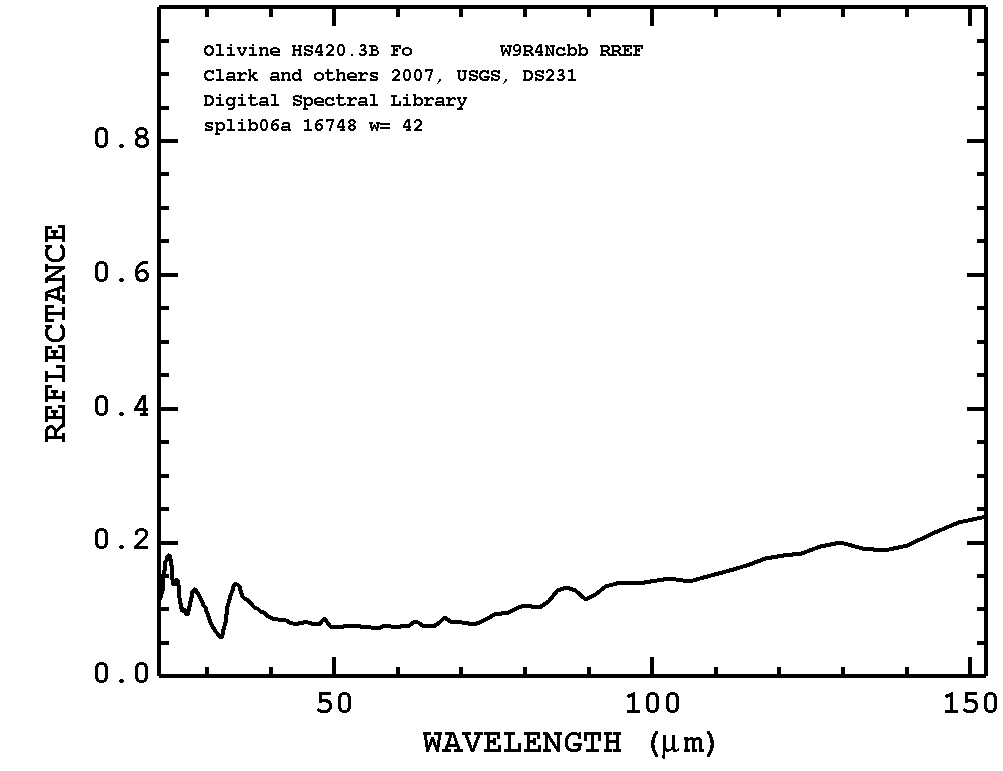 Olivine HS420.3B Fo W9R4Ncbb RREF
Clark and others 2007, USGS, DS231
Digital Spectral Library
splib06a 16748 w= 42
0.8
0.6
0.4
0.2
0.0
REFLECTANCE
50 100 150
WAVELENGTH (μm)